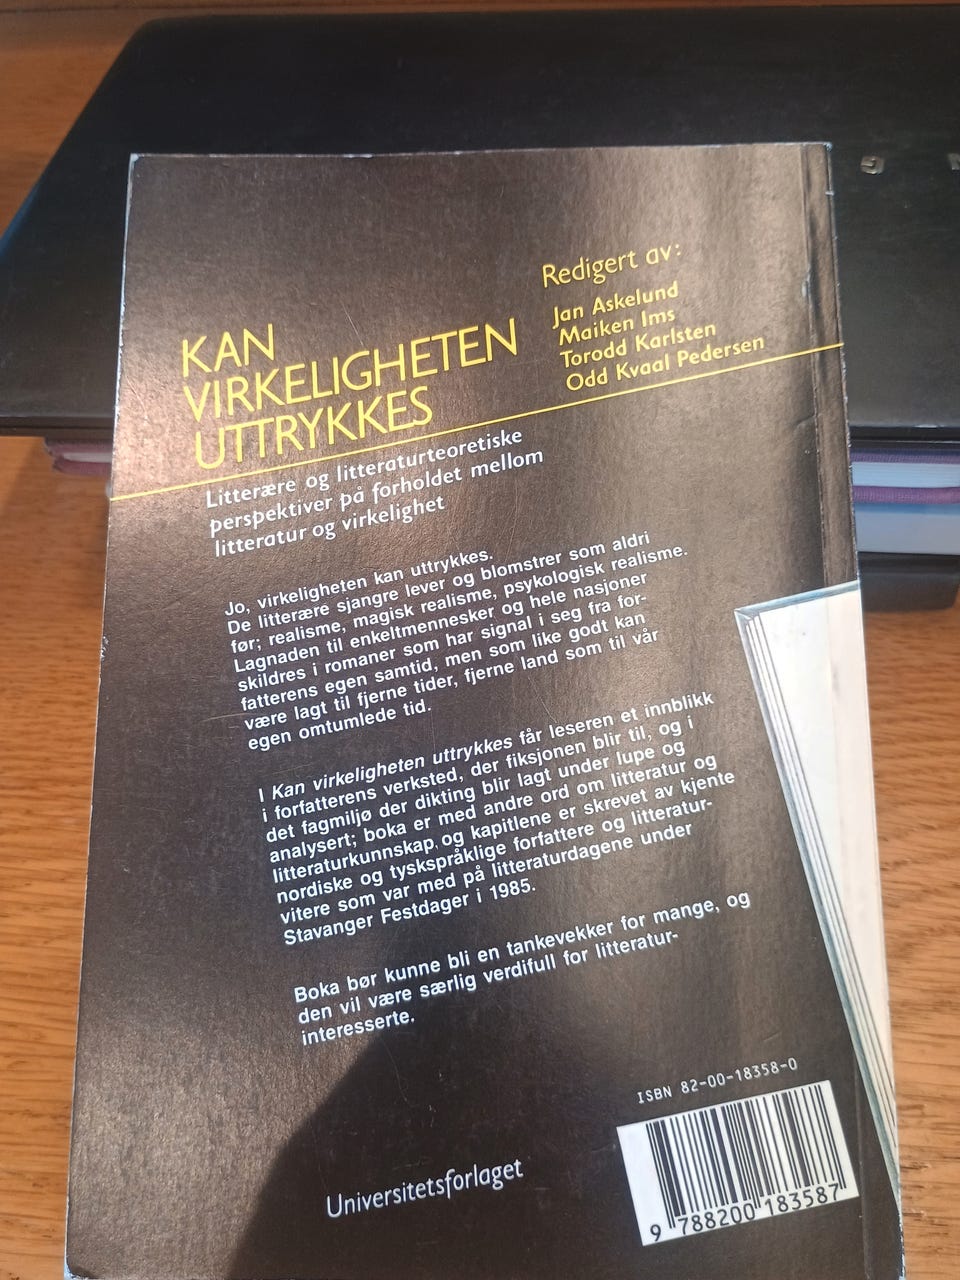 Redigert av:
Jan Askelund
Maiken Ims
Torodd Karlsten
Odd Kvaal Pedersen
KAN
VIRKELIGHETEN
UTTRYKKES
Litterære og litteraturteoretiske
perspektiver på forholdet mellom
litteratur og virkelighet
Jo, virkeligheten kan uttrykkes.
De litterære sjangre lever og blomstrer som aldri
før; realisme, magisk realisme, psykologisk realisme.
Lagnaden til enkeltmennesker og hele nasjoner
skildres i romaner som har signal i seg fra for-
fatterens egen samtid, men som like godt kan
være lagt til fjerne tider, fjerne land som til vår
egen omtumlede tid.
I Kan virkeligheten uttrykkes får leseren et innblikk
i forfatterens verksted, der fiksjonen blir til, og i
det fagmiljø der dikting blir lagt under lupe og
analysert; boka er med andre ord om litteratur og
litteraturkunnskap, og kapitlene er skrevet av kjente
nordiske og tyskspråklige forfattere og litteratur-
vitere som var med på litteraturdagene under
Stavanger Festdager i 1985.
Boka bør kunne bli en tankevekker for mange, og
den vil være særlig verdifull for litteratur-
interesserte.
ISBN 82-00-18358-0
9 788200 183587
Universitetsforlaget